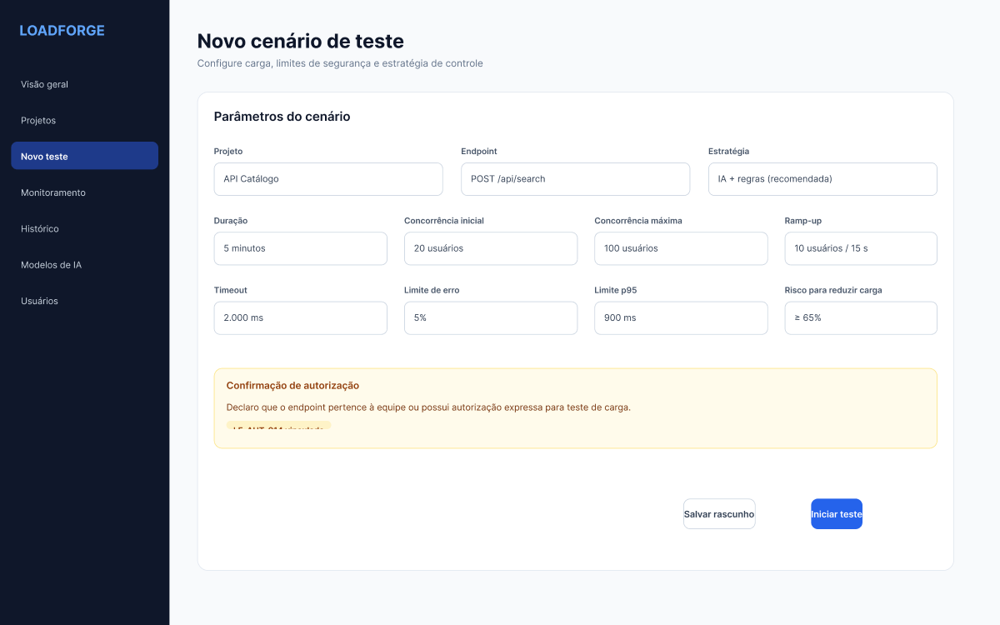 LOADFORGE
Visão geral
Projetos
Novo teste
Monitoramento
Histórico
Modelos de IA
Usuários
Novo cenário de teste
Configure carga, limites de segurança e estratégia de controle
Parâmetros do cenário
Projeto Endpoint Estratégia
API Catálogo POST /api/search IA + regras (recomendada)
Duração Concorrência inicial Concorrência máxima Ramp-up
5 minutos 20 usuários 100 usuários 10 usuários / 15 s
Timeout Limite de erro Limite p95 Risco para reduzir carga
2.000 ms 5% 900 ms ≥ 65%
Confirmação de autorização
Declaro que o endpoint pertence à equipe ou possui autorização expressa para teste de carga.
Salvar rascunho Iniciar teste